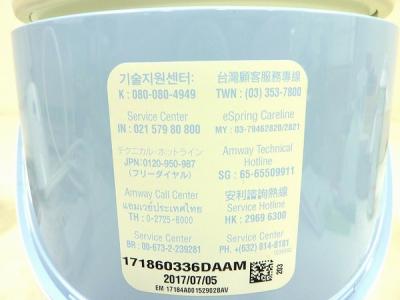 기술지원센터:
K : 080-080-4949
Service Center
IN : 021 579 80 800
テクニカル・ホットライン
JPN:0120-950-987
(フリーダイヤル)
Amway Call Center
แอมเวย์ประเทศไทย
TH : 0-2725-8000
Service Center
BR : 00-673-2-239281
台灣顧客服務專線
TWN : (03) 353-7800
eSpring Careline
MY : 03-79462820/2821
Amway Technical
Hotline
SG : 65-65509911
安利諮詢熱線
Service Hotline
HK : 2969 6300
Service Center
PL : +(632) 814-8181
171860336DAAM
2017/07/05
EM 17184A00152902BAV
203